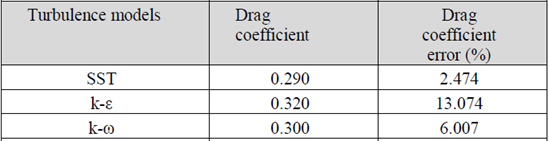 Turbulence models Drag coefficient Drag coefficient error (%)
SST 0.290 2.474
k-ε 0.320 13.074
k-ω 0.300 6.007